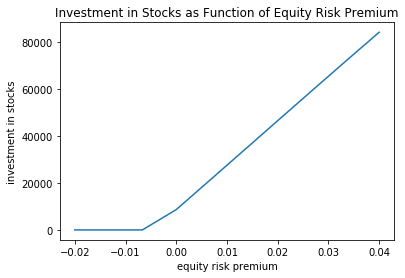 Investment in Stocks as Function of Equity Risk Premium
80000
60000
40000
20000
0
investment in stocks
−0.02 −0.01 0.00 0.01 0.02 0.03 0.04
equity risk premium